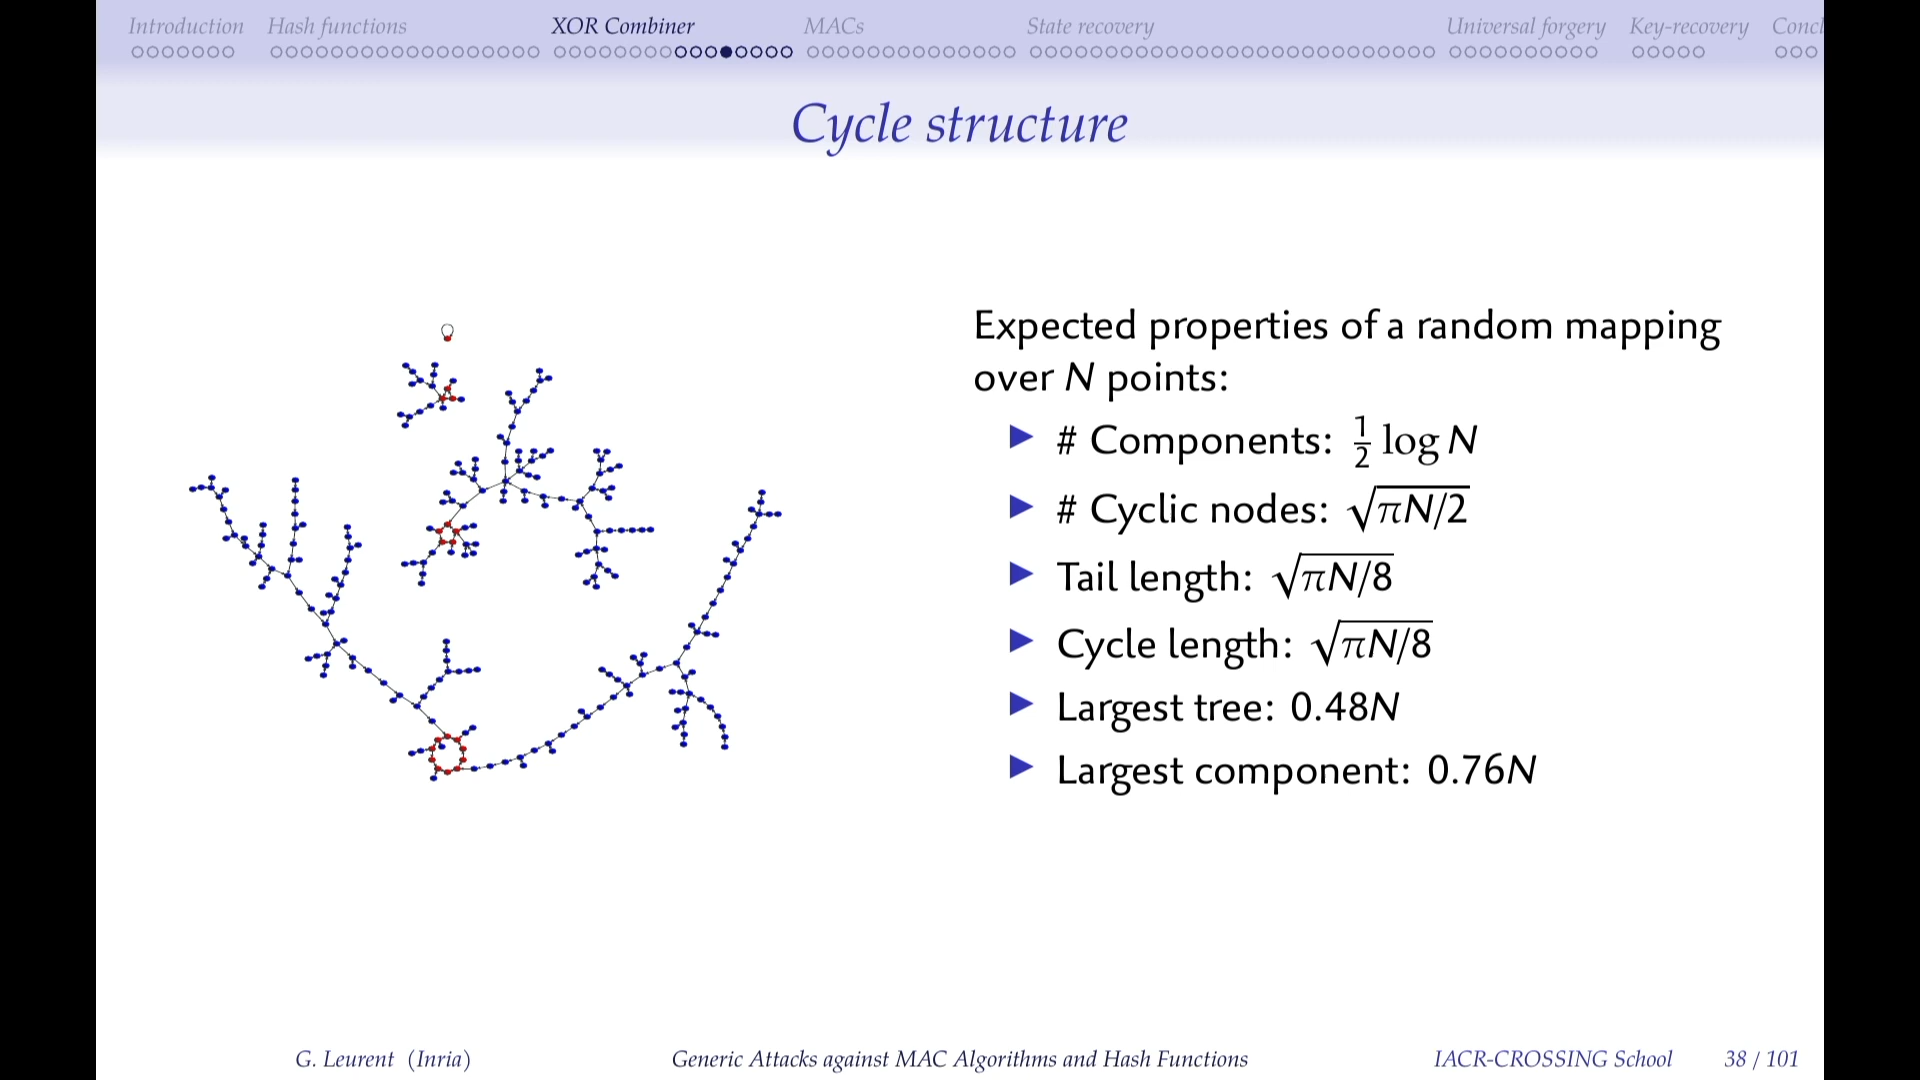 Introduction Hash functions XOR Combiner MACs State recovery Universal forgery Key-recovery Concl
Cycle structure
Expected properties of a random mapping
over N points:
# Components: 1/2 log N
# Cyclic nodes: √πN/2
Tail length: √πN/8
Cycle length: √πN/8
Largest tree: 0.48N
Largest component: 0.76N
G. Leurent (Inria) Generic Attacks against MAC Algorithms and Hash Functions IACR-CROSSING School 38 / 101